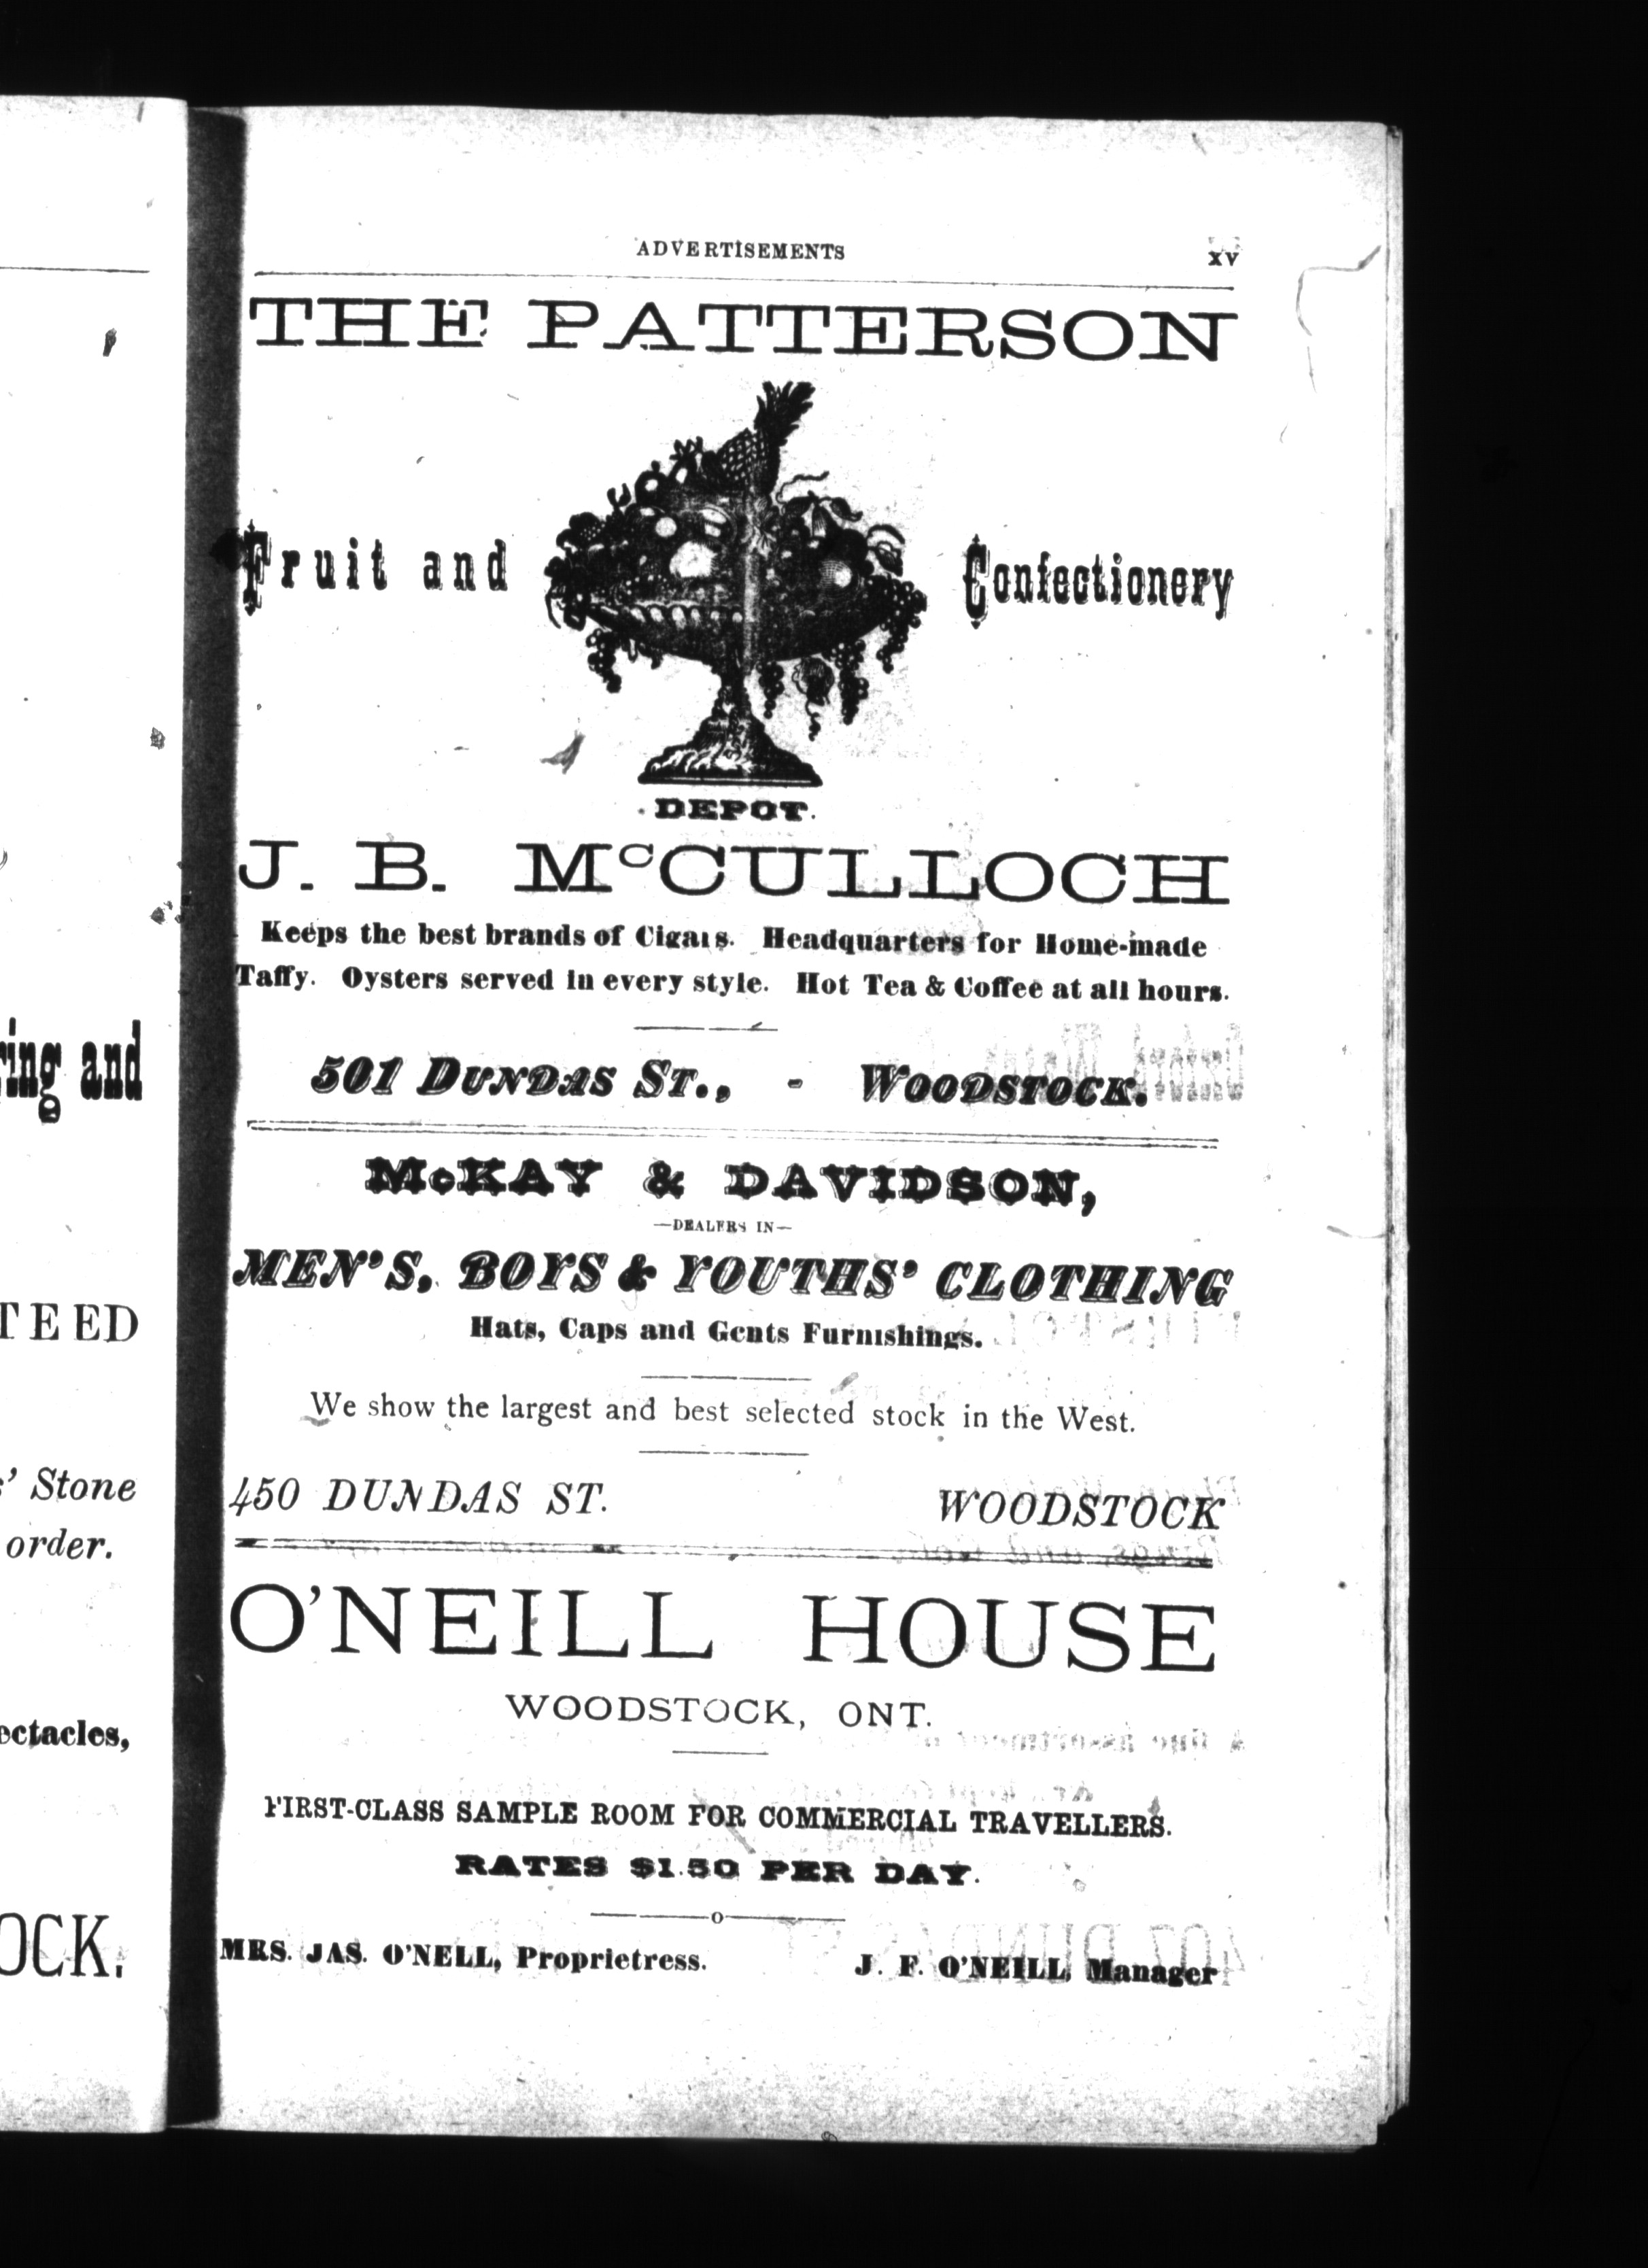 ADVERTISEMENTS xv
THE PATTERSON
Fruit and Confectionery
DEPOT.
J. B. McCULLOCH
Keeps the best brands of Cigars. Headquarters for Home-made
Taffy. Oysters served in every style. Hot Tea & Coffee at all hours.
501 DUNDAS ST., - WOODSTOCK.
McKAY & DAVIDSON,
—DEALERS IN—
MEN'S, BOYS & YOUTHS' CLOTHING
Hats, Caps and Gents Furnishings.
We show the largest and best selected stock in the West.
450 DUNDAS ST. WOODSTOCK
O'NEILL HOUSE
WOODSTOCK, ONT.
FIRST-CLASS SAMPLE ROOM FOR COMMERCIAL TRAVELLERS.
RATES $1.50 PER DAY.
MRS. JAS. O'NELL, Proprietress. J. F. O'NEILL, Manager
and
TEED
Stone
order.
OCK.